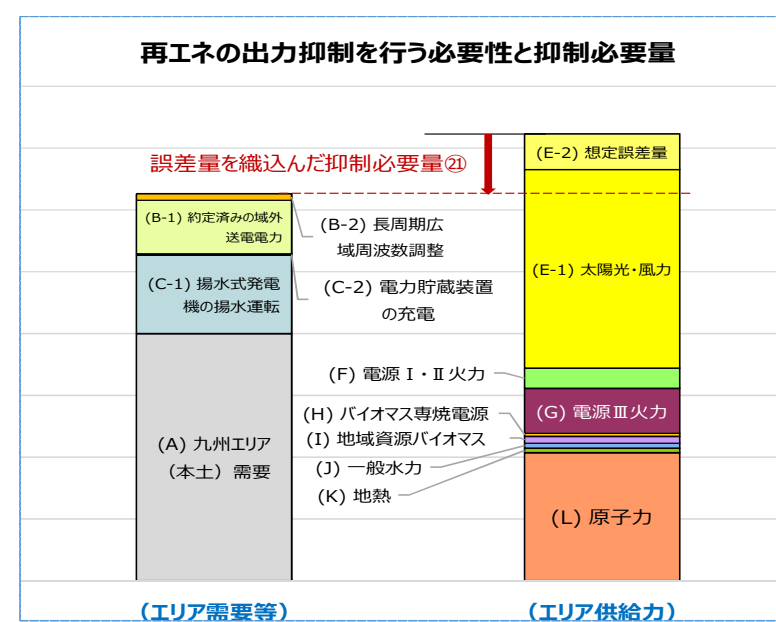 再エネの出力抑制を行う必要性と抑制必要量
誤差量を織込んだ抑制必要量㉑
(B-1) 約定済みの域外
送電電力
(B-2) 長周期広
域周波数調整
(C-1) 揚水式発電
機の揚水運転
(C-2) 電力貯蔵装置
の充電
(A) 九州エリア
（本土）需要
(E-2) 想定誤差量
(E-1) 太陽光・風力
(F) 電源Ⅰ・Ⅱ火力
(G) 電源Ⅲ火力
(H) バイオマス専焼電源
(I) 地域資源バイオマス
(J) 一般水力
(K) 地熱
(L) 原子力
（エリア需要等）
（エリア供給力）